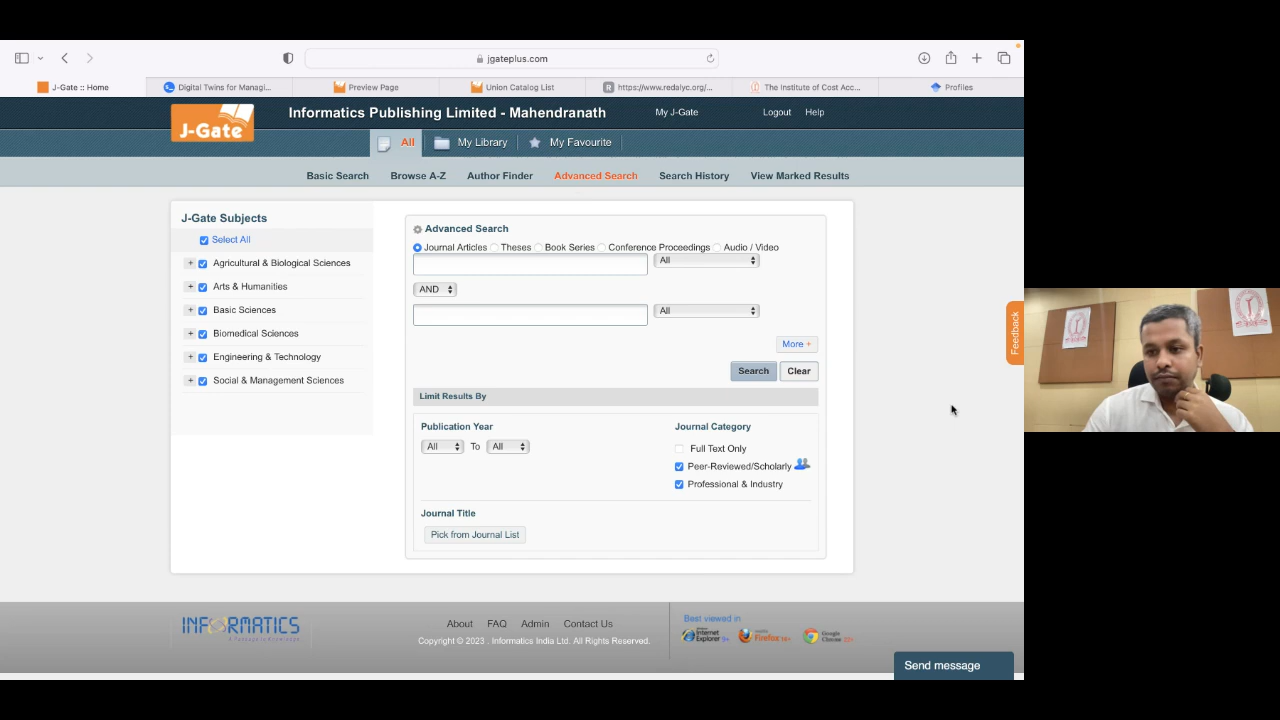 jgateplus.com
J-Gate :: Home
Digital Twins for Managi...
Preview Page
Union Catalog List
https://www.redalyc.org/...
The Institute of Cost Acc...
Profiles
J-Gate
Informatics Publishing Limited - Mahendranath
My J-Gate
Logout
Help
All
My Library
My Favourite
Basic Search
Browse A-Z
Author Finder
Advanced Search
Search History
View Marked Results
J-Gate Subjects
Select All
+ Agricultural & Biological Sciences
+ Arts & Humanities
+ Basic Sciences
+ Biomedical Sciences
+ Engineering & Technology
+ Social & Management Sciences
Advanced Search
Journal Articles Theses Book Series Conference Proceedings Audio / Video
All
AND
All
More +
Search Clear
Limit Results By
Publication Year
All To All
Journal Category
Full Text Only
Peer-Reviewed/Scholarly
Professional & Industry
Journal Title
Pick from Journal List
Feedback
INFORMATICS
About FAQ Admin Contact Us
Copyright © 2023 . Informatics India Ltd. All Rights Reserved.
Best viewed in
Internet Explorer
Firefox
Google Chrome
Send message